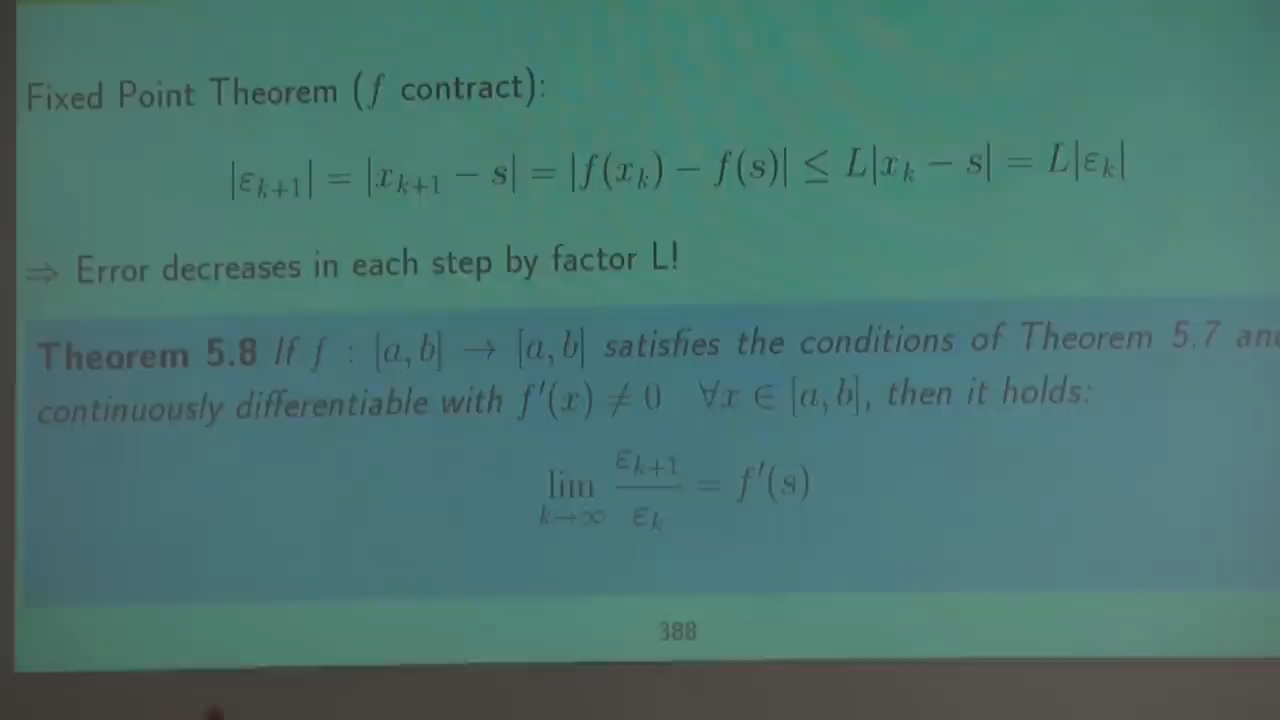 Fixed Point Theorem (f contract):
|ε_{k+1}| = |x_{k+1} − s| = |f(x_k) − f(s)| ≤ L|x_k − s| = L|ε_k|
⇒ Error decreases in each step by factor L!
Theorem 5.8 If f : [a, b] → [a, b] satisfies the conditions of Theorem 5.7 and
continuously differentiable with f′(x) ≠ 0 ∀x ∈ [a, b], then it holds:
lim_{k→∞} ε_{k+1}/ε_k = f′(s)
388